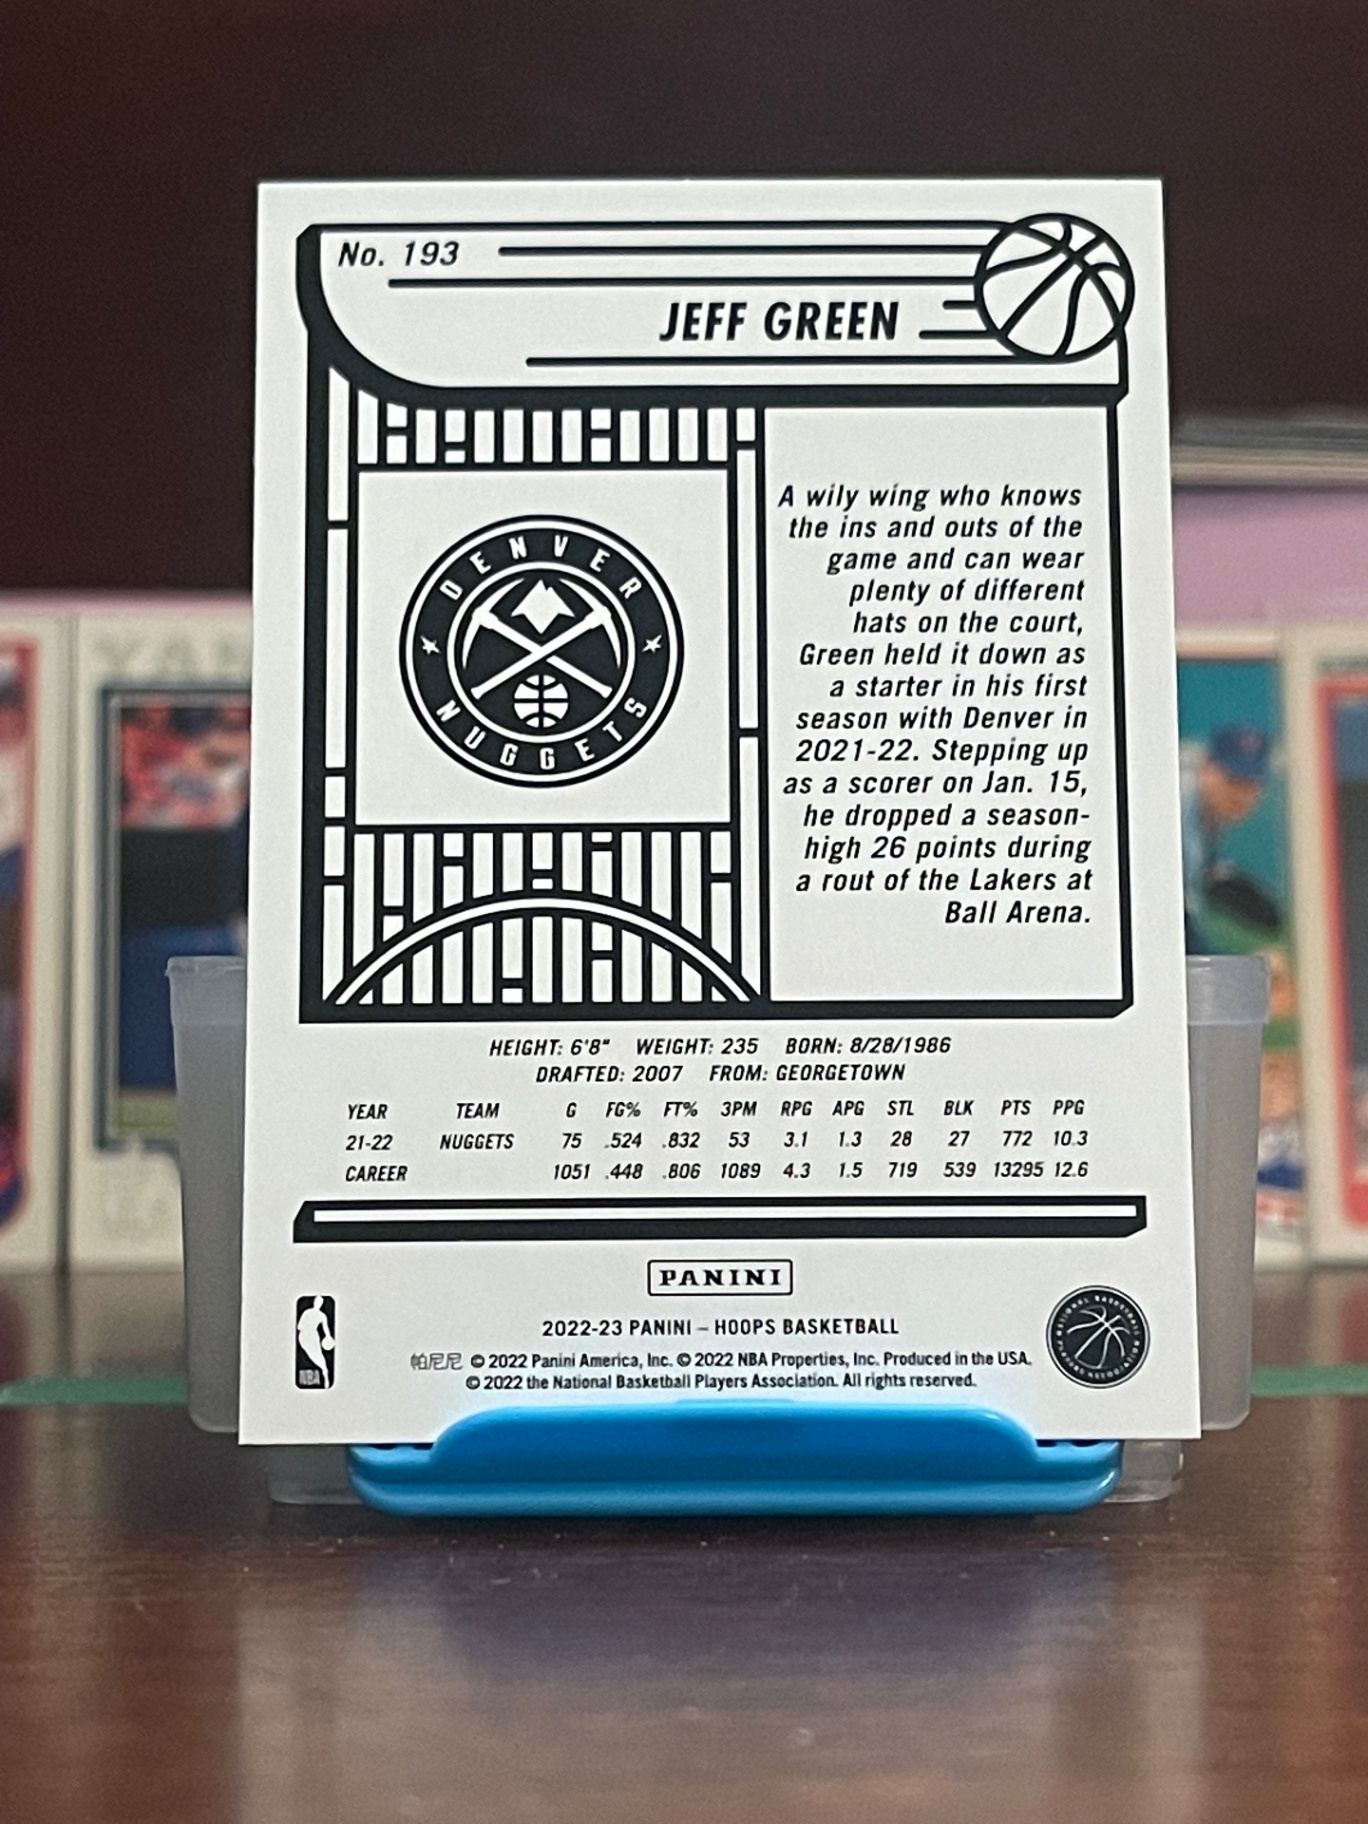 No. 193
JEFF GREEN
DENVER
NUGGETS
A wily wing who knows
the ins and outs of the
game and can wear
plenty of different
hats on the court,
Green held it down as
a starter in his first
season with Denver in
2021-22. Stepping up
as a scorer on Jan. 15,
he dropped a season-
high 26 points during
a rout of the Lakers at
Ball Arena.
HEIGHT: 6'8" WEIGHT: 235 BORN: 8/28/1986
DRAFTED: 2007 FROM: GEORGETOWN
YEAR TEAM G FG% FT% 3PM RPG APG STL BLK PTS PPG
21-22 NUGGETS 75 .524 .832 53 3.1 1.3 28 27 772 10.3
CAREER 1051 .448 .806 1089 4.3 1.5 719 539 13295 12.6
PANINI
2022-23 PANINI – HOOPS BASKETBALL
帕尼尼 © 2022 Panini America, Inc. © 2022 NBA Properties, Inc. Produced in the USA.
© 2022 the National Basketball Players Association. All rights reserved.
NBA